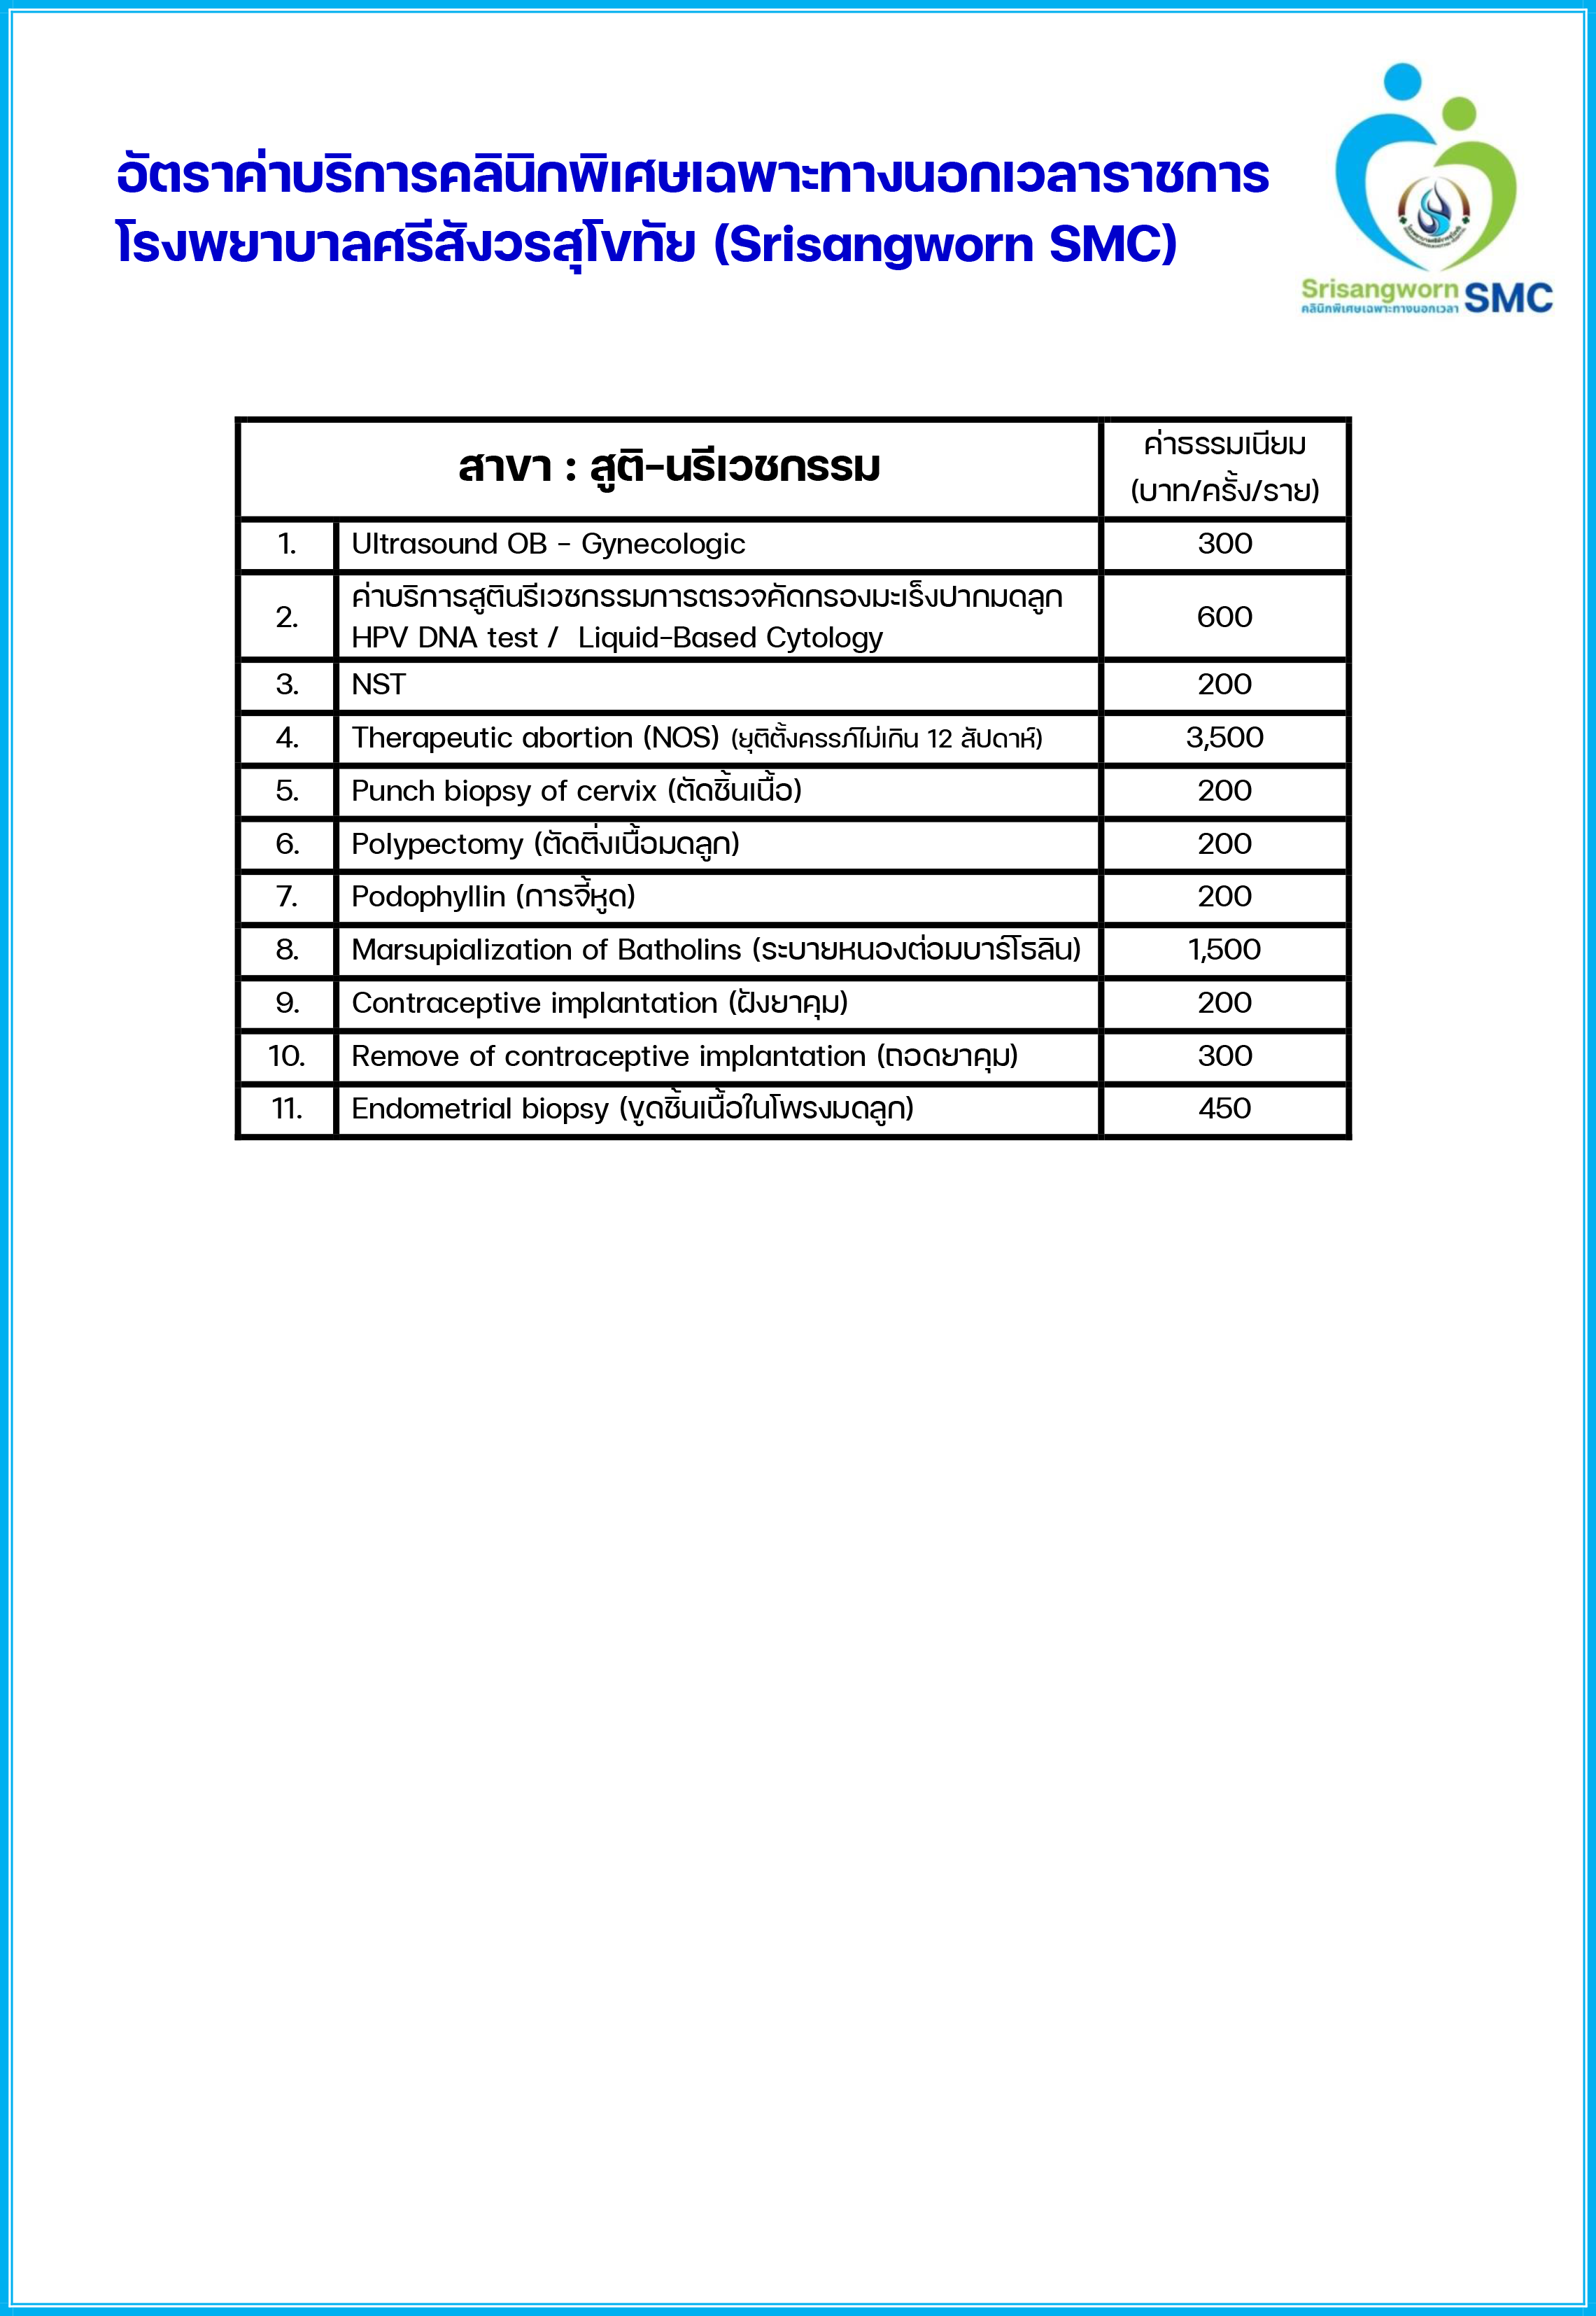 อัตราค่าบริการคลินิกพิเศษเฉพาะทางนอกเวลาราชการ
โรงพยาบาลศรีสังวรสุโขทัย (Srisangworn SMC)
Srisangworn SMC
คลินิกพิเศษเฉพาะทางนอกเวลา
สาขา : สูติ-นรีเวชกรรม
ค่าธรรมเนียม
(บาท/ครั้ง/ราย)
1. Ultrasound OB - Gynecologic 300
2. ค่าบริการสูตินรีเวชกรรมการตรวจคัดกรองมะเร็งปากมดลูก
HPV DNA test / Liquid-Based Cytology 600
3. NST 200
4. Therapeutic abortion (NOS) (ยุติตั้งครรภ์ไม่เกิน 12 สัปดาห์) 3,500
5. Punch biopsy of cervix (ตัดชิ้นเนื้อ) 200
6. Polypectomy (ตัดติ่งเนื้อมดลูก) 200
7. Podophyllin (การจี้หูด) 200
8. Marsupialization of Batholins (ระบายหนองต่อมบาร์โธลิน) 1,500
9. Contraceptive implantation (ฝังยาคุม) 200
10. Remove of contraceptive implantation (ถอดยาคุม) 300
11. Endometrial biopsy (ขูดชิ้นเนื้อในโพรงมดลูก) 450